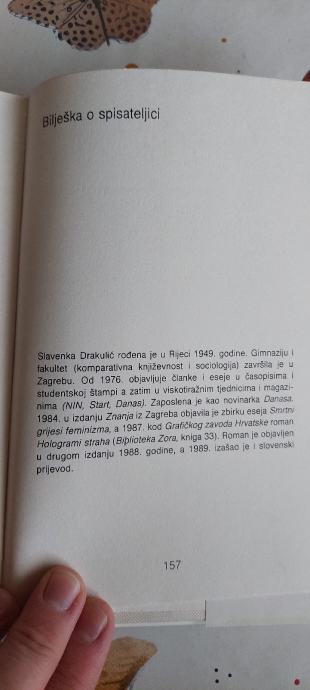 Bilješka o spisateljici
Slavenka Drakulić rođena je u Rijeci 1949. godine. Gimnaziju i
fakultet (komparativna književnost i sociologija) završila je u
Zagrebu. Od 1976. objavljuje članke i eseje u časopisima i
studentskoj štampi a zatim u viskotiražnim tjednicima i magazi-
nima (NIN, Start, Danas). Zaposlena je kao novinarka Danasa.
1984. u izdanju Znanja iz Zagreba objavila je zbirku eseja Smrtni
grijesi feminizma, a 1987. kod Grafičkog zavoda Hrvatske roman
Hologrami straha (Biblioteka Zora, knjiga 33). Roman je objavljen
u drugom izdanju 1988. godine, a 1989. izašao je i slovenski
prijevod.
157